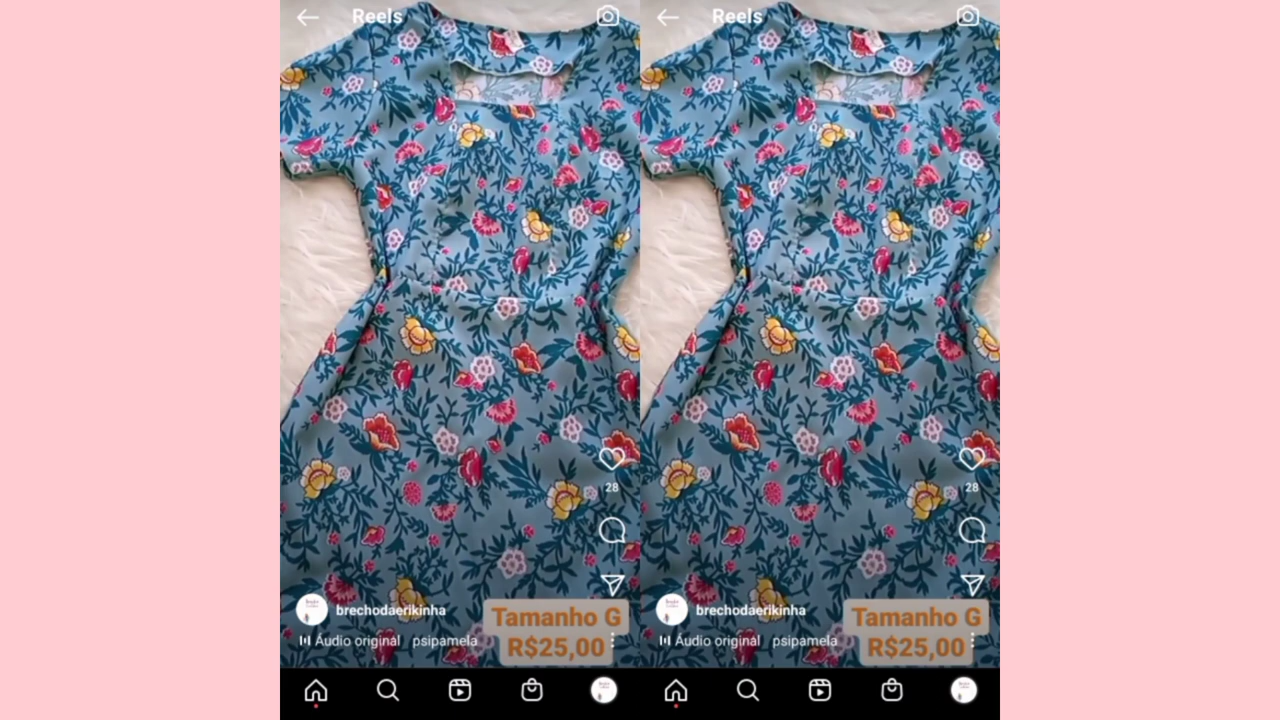 Reels
28
brechodaerikinha
Áudio original psipamela
Tamanho G
R$25,00
Reels
28
brechodaerikinha
Áudio original psipamela
Tamanho G
R$25,00